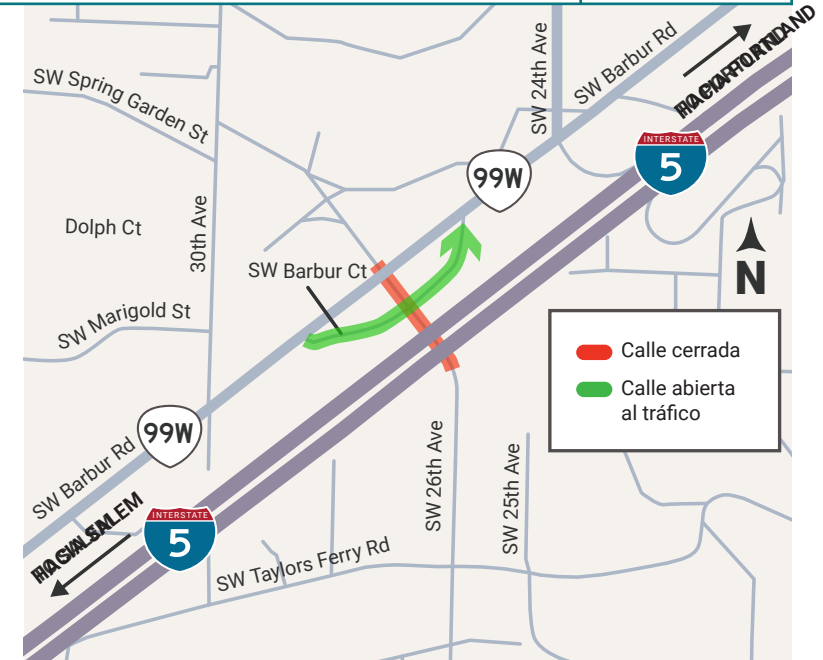 SW 24th Ave
SW Barbur Rd
PORTLAND
SW Spring Garden St
INTERSTATE
5
99W
Dolph Ct
30th Ave
SW Barbur Ct
N
SW Marigold St
Calle cerrada
Calle abierta
al tráfico
99W
SW Barbur Rd
SW 26th Ave
SW 25th Ave
SALEM
INTERSTATE
5
SW Taylors Ferry Rd